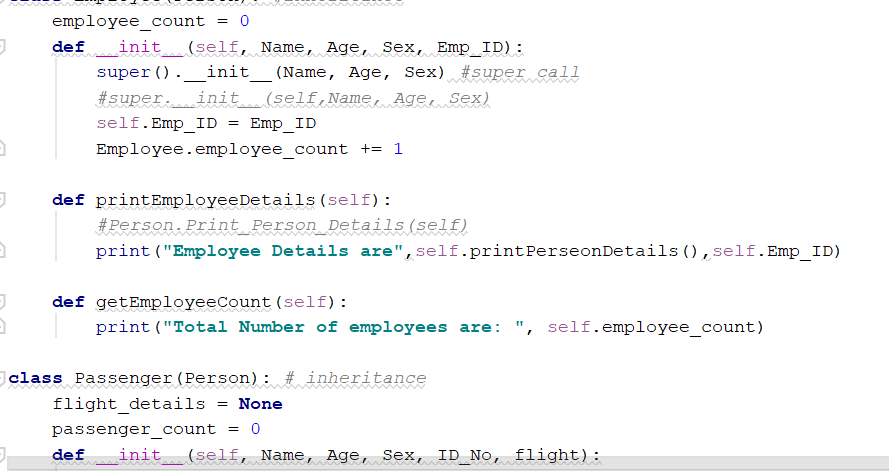 employee_count = 0
def __init__(self, Name, Age, Sex, Emp_ID):
super().__init__(Name, Age, Sex) #super call
#super.__init__(self,Name, Age, Sex)
self.Emp_ID = Emp_ID
Employee.employee_count += 1
def printEmployeeDetails(self):
#Person.Print_Person_Details(self)
print("Employee Details are",self.printPerseonDetails(),self.Emp_ID)
def getEmployeeCount(self):
print("Total Number of employees are: ", self.employee_count)
class Passenger(Person): # inheritance
flight_details = None
passenger_count = 0
def __init__(self, Name, Age, Sex, ID_No, flight):